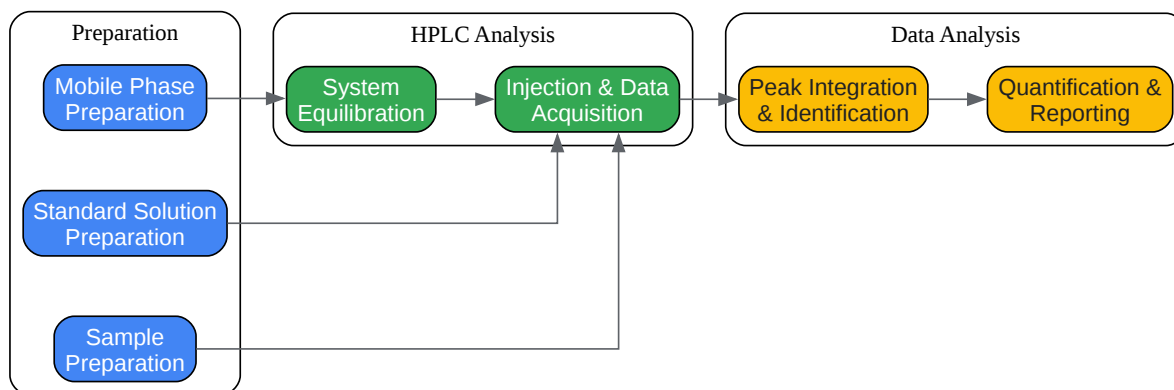 Preparation
Mobile Phase
Preparation
Standard Solution
Preparation
Sample
Preparation
HPLC Analysis
System
Equilibration
Injection & Data
Acquisition
Data Analysis
Peak Integration
& Identification
Quantification &
Reporting